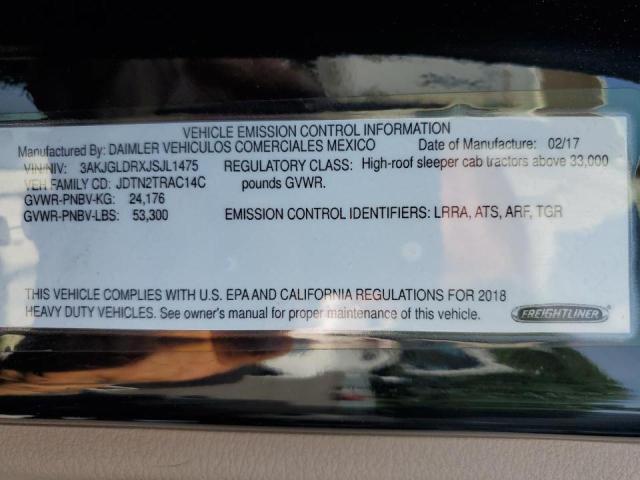 VEHICLE EMISSION CONTROL INFORMATION
Manufactured By: DAIMLER VEHICULOS COMERCIALES MEXICO Date of Manufacture: 02/17
VIN/NIV: 3AKJGLDRXJSJL1475 REGULATORY CLASS: High-roof sleeper cab tractors above 33,000
VEH FAMILY CD: JDTN2TRAC14C pounds GVWR.
GVWR-PNBV-KG: 24,176
GVWR-PNBV-LBS: 53,300 EMISSION CONTROL IDENTIFIERS: LRRA, ATS, ARF, TGR
THIS VEHICLE COMPLIES WITH U.S. EPA AND CALIFORNIA REGULATIONS FOR 2018
HEAVY DUTY VEHICLES. See owner's manual for proper maintenance of this vehicle.
FREIGHTLINER